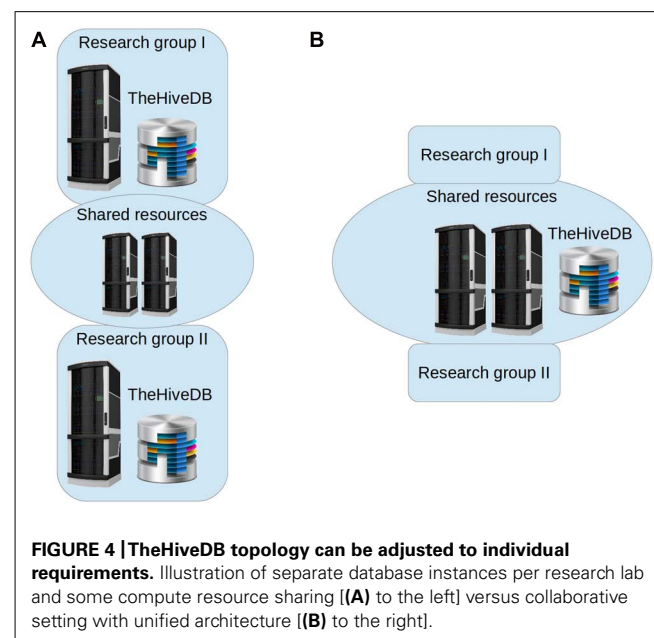 A
Research group I
TheHiveDB
Shared resources
Research group II
TheHiveDB
B
Research group I
Shared resources
TheHiveDB
Research group II
FIGURE 4 | TheHiveDB topology can be adjusted to individual
requirements. Illustration of separate database instances per research lab
and some compute resource sharing [(A) to the left] versus collaborative
setting with unified architecture [(B) to the right].